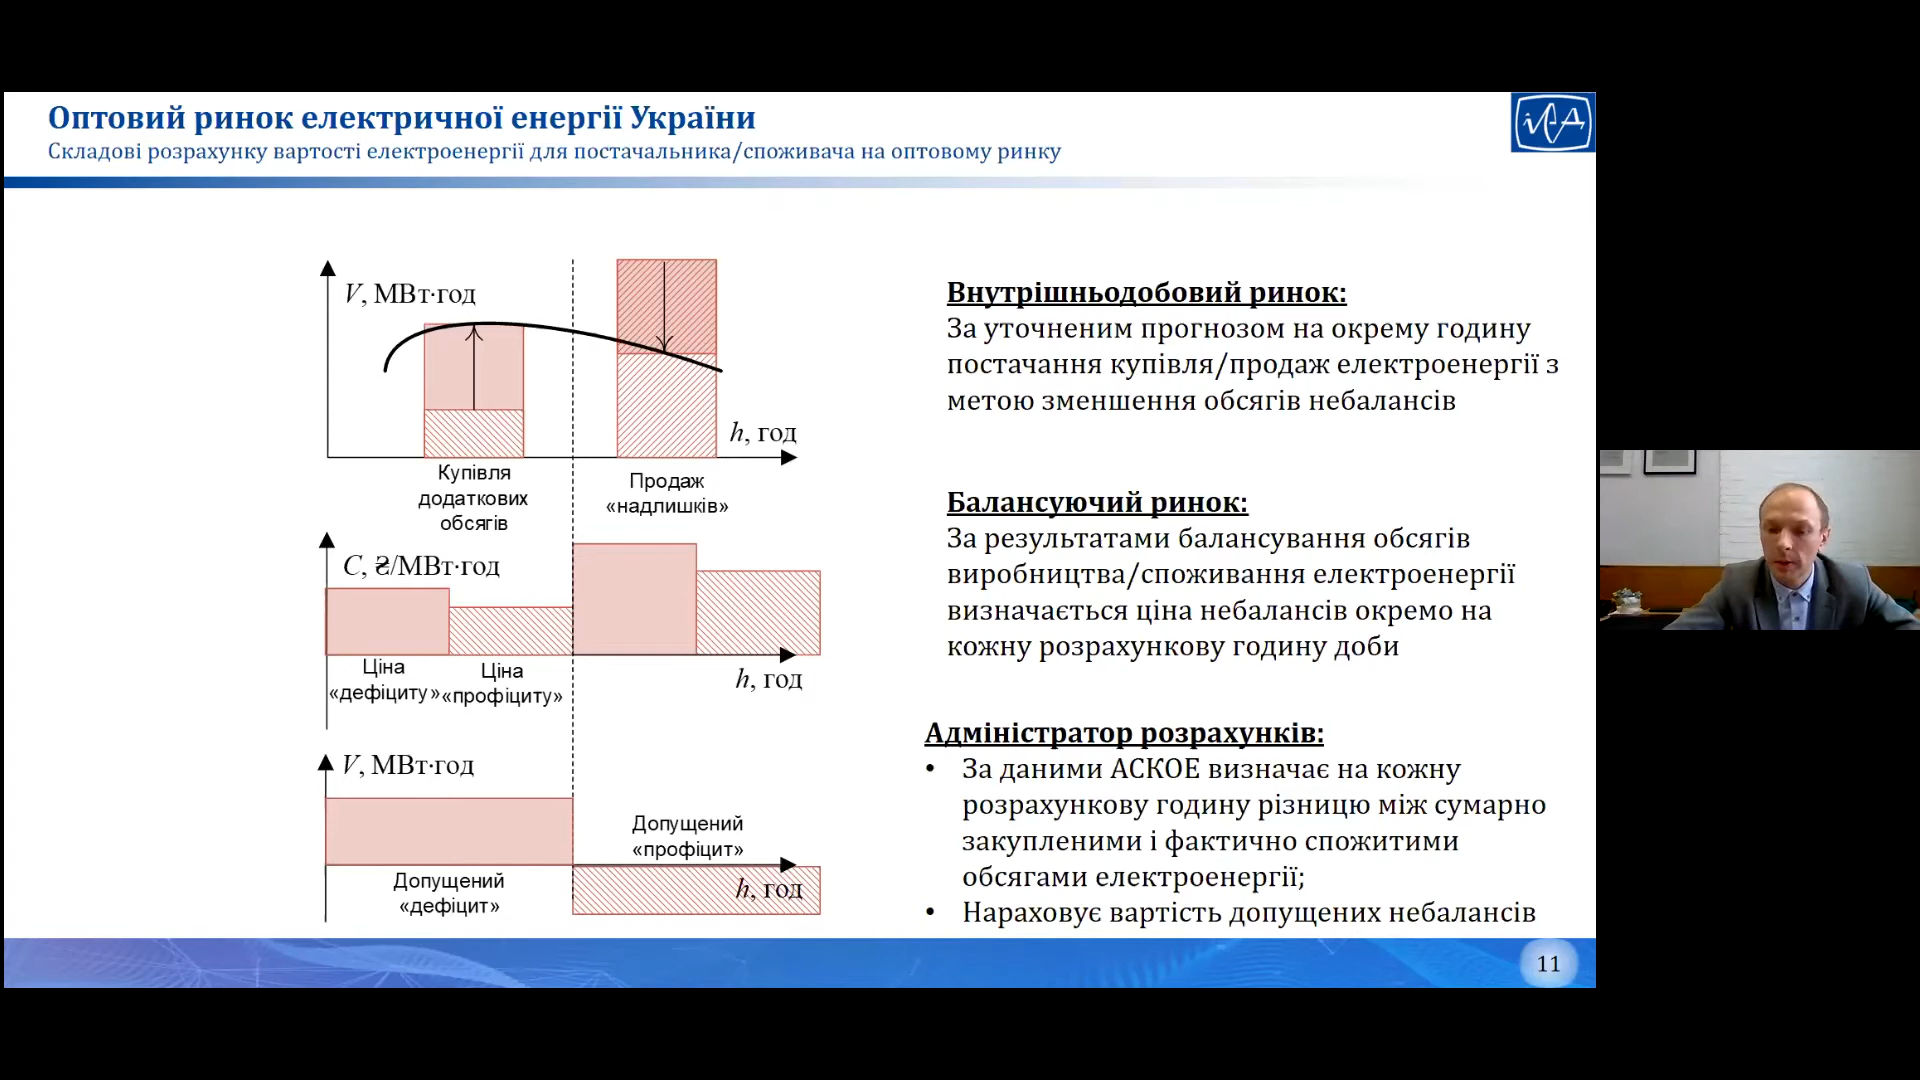 Оптовий ринок електричної енергії України
Складові розрахунку вартості електроенергії для постачальника/споживача на оптовому ринку
ІЕД
V, МВт·год
h, год
Купівля
додаткових
обсягів
Продаж
«надлишків»
C, ₴/МВт·год
Ціна
«дефіциту»
Ціна
«профіциту»
h, год
V, МВт·год
Допущений
«профіцит»
Допущений
«дефіцит»
h, год
Внутрішньодобовий ринок:
За уточненим прогнозом на окрему годину
постачання купівля/продаж електроенергії з
метою зменшення обсягів небалансів
Балансуючий ринок:
За результатами балансування обсягів
виробництва/споживання електроенергії
визначається ціна небалансів окремо на
кожну розрахункову годину доби
Адміністратор розрахунків:
• За даними АСКОЕ визначає на кожну
розрахункову годину різницю між сумарно
закупленими і фактично спожитими
обсягами електроенергії;
• Нараховує вартість допущених небалансів
11